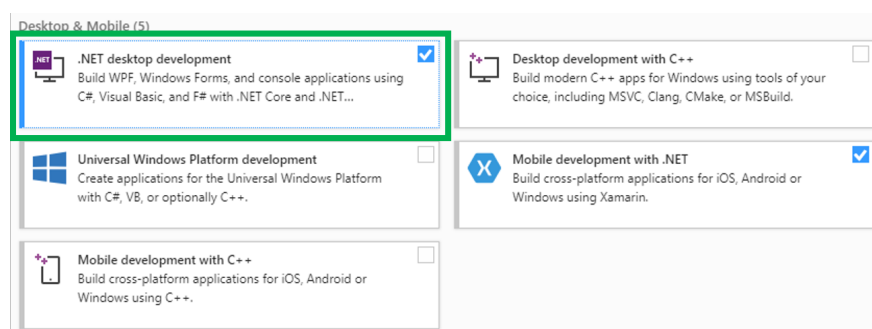 Desktop & Mobile (5)
.NET
.NET desktop development
Build WPF, Windows Forms, and console applications using
C#, Visual Basic, and F# with .NET Core and .NET...
Desktop development with C++
Build modern C++ apps for Windows using tools of your
choice, including MSVC, Clang, CMake, or MSBuild.
Universal Windows Platform development
Create applications for the Universal Windows Platform
with C#, VB, or optionally C++.
Mobile development with .NET
Build cross-platform applications for iOS, Android or
Windows using Xamarin.
Mobile development with C++
Build cross-platform applications for iOS, Android or
Windows using C++.